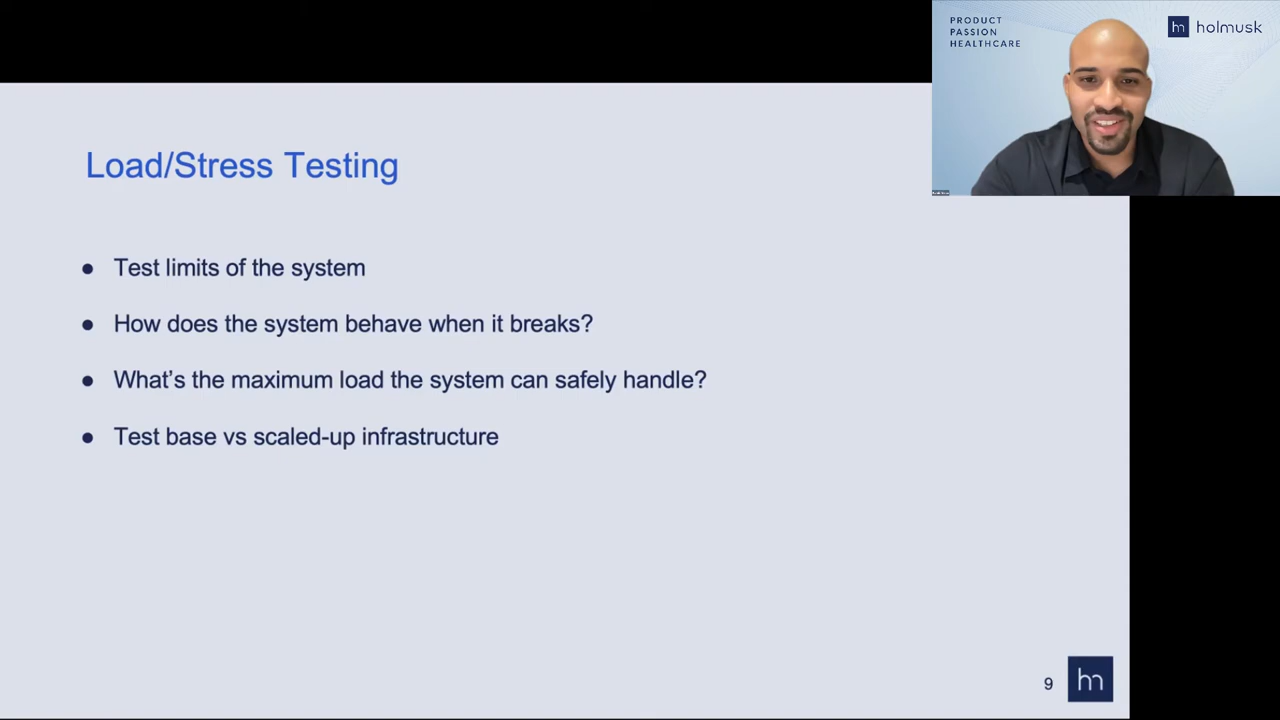 PRODUCT
PASSION
HEALTHCARE
hm holmusk
Load/Stress Testing
● Test limits of the system
● How does the system behave when it breaks?
● What’s the maximum load the system can safely handle?
● Test base vs scaled-up infrastructure
9
hm